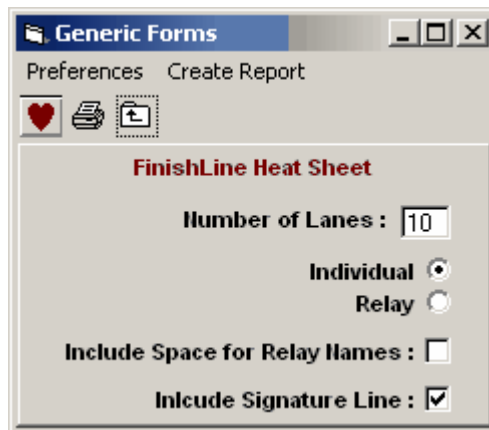 Generic Forms
Preferences Create Report
FinishLine Heat Sheet
Number of Lanes : 10
Individual
Relay
Include Space for Relay Names :
Inlcude Signature Line :